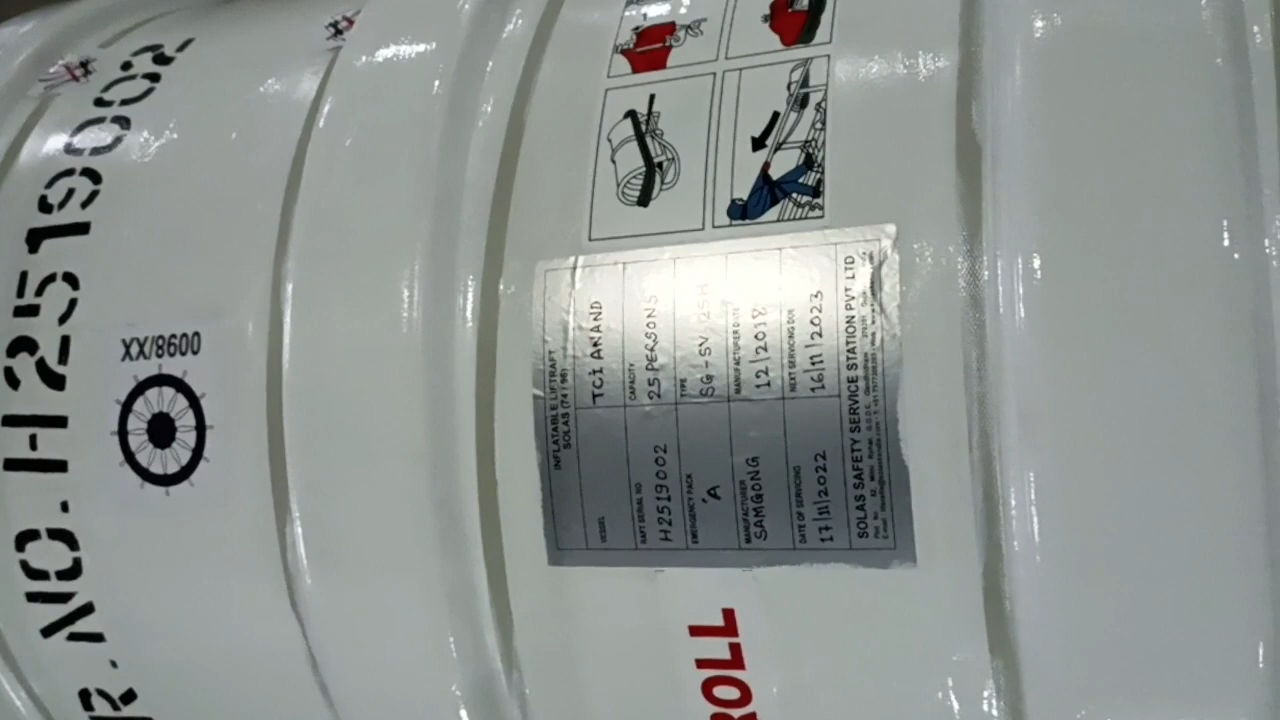 R.NO.H2519002
XX/8600
INFLATABLE LIFTRAFT
SOLAS (74 / 96)
VESSEL TCi ANAND
RAFT SERIAL NO. CAPACITY
H2519002 25 PERSONS
EMERGENCY PACK TYPE
'A SG-SV 25H
MANUFACTURER MANUFACTURER DATE
SAMGONG 12/2018
DATE OF SERVICING NEXT SERVICING DUE
17/11/2022 16/11/2023
SOLAS SAFETY SERVICE STATION PVT. LTD
ROLL